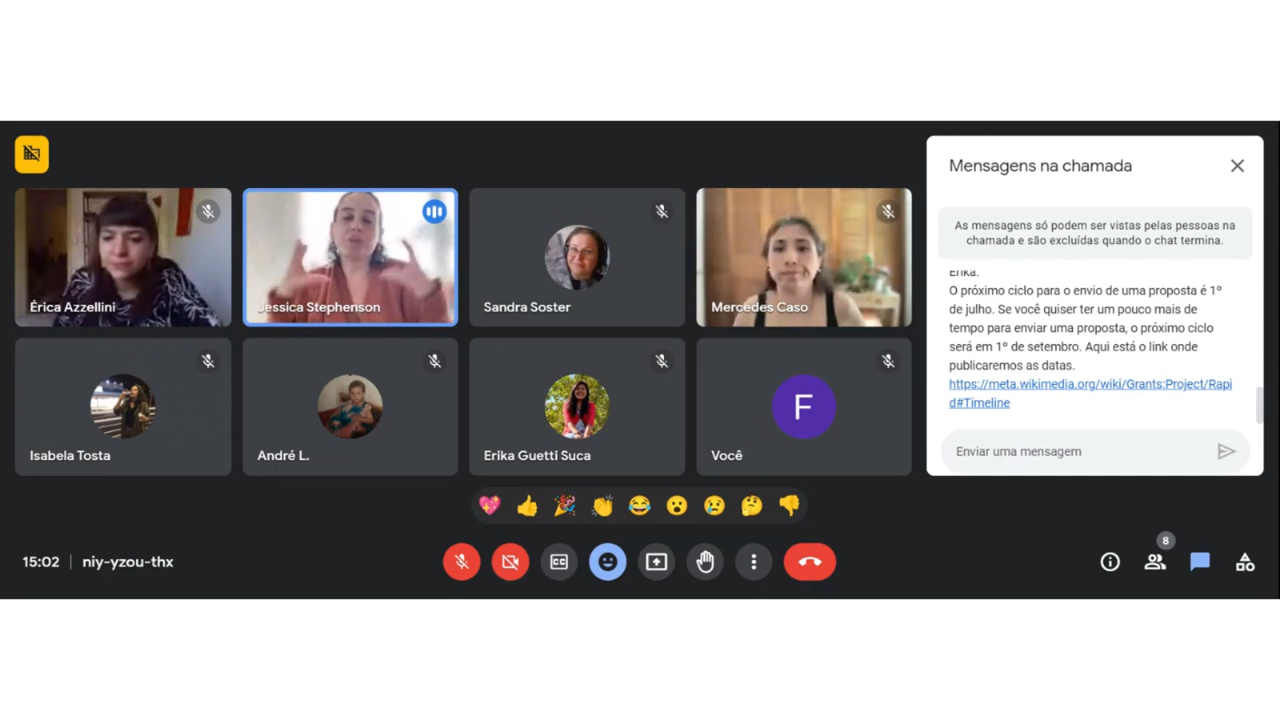 Érica Azzellini
Jessica Stephenson
Sandra Soster
Mercedes Caso
Isabela Tosta
André L.
Erika Guetti Suca
F
Você
Mensagens na chamada
As mensagens só podem ser vistas pelas pessoas na
chamada e são excluídas quando o chat termina.
Erika.
O próximo ciclo para o envio de uma proposta é 1º
de julho. Se você quiser ter um pouco mais de
tempo para enviar uma proposta, o próximo ciclo
será em 1º de setembro. Aqui está o link onde
publicaremos as datas.
https://meta.wikimedia.org/wiki/Grants:Project/Rapi
d#Timeline
Enviar uma mensagem
15:02 | niy-yzou-thx
CC
8